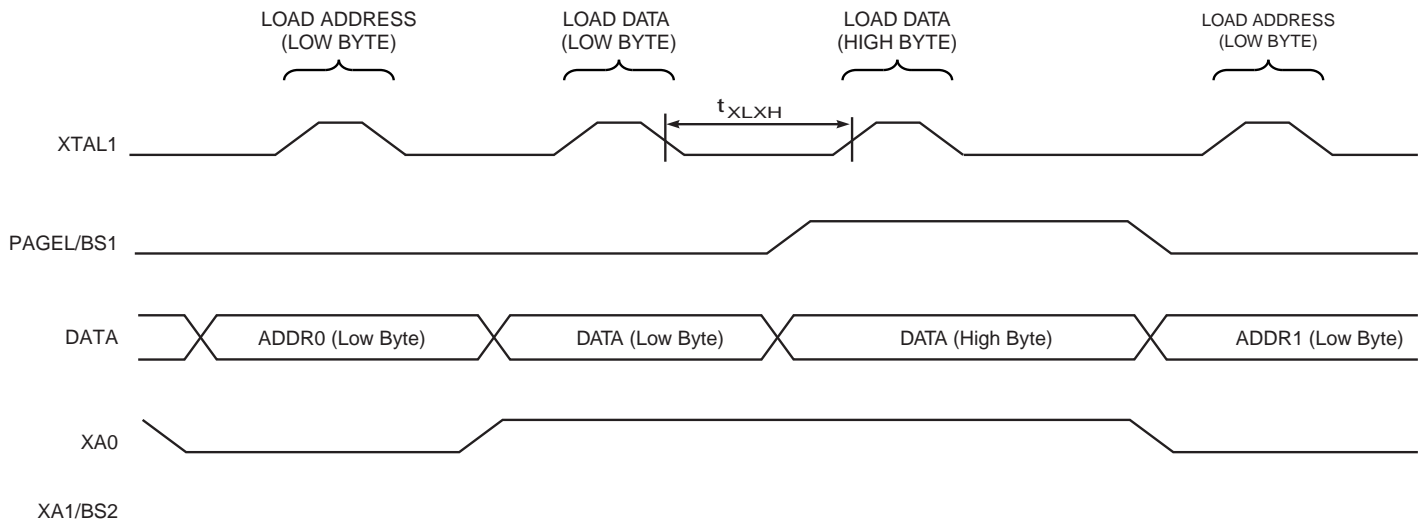 LOAD ADDRESS
(LOW BYTE)
LOAD DATA
(LOW BYTE)
LOAD DATA
(HIGH BYTE)
LOAD ADDRESS
(LOW BYTE)
tXLXH
XTAL1
PAGEL/BS1
DATA
ADDR0 (Low Byte)
DATA (Low Byte)
DATA (High Byte)
ADDR1 (Low Byte)
XA0
XA1/BS2